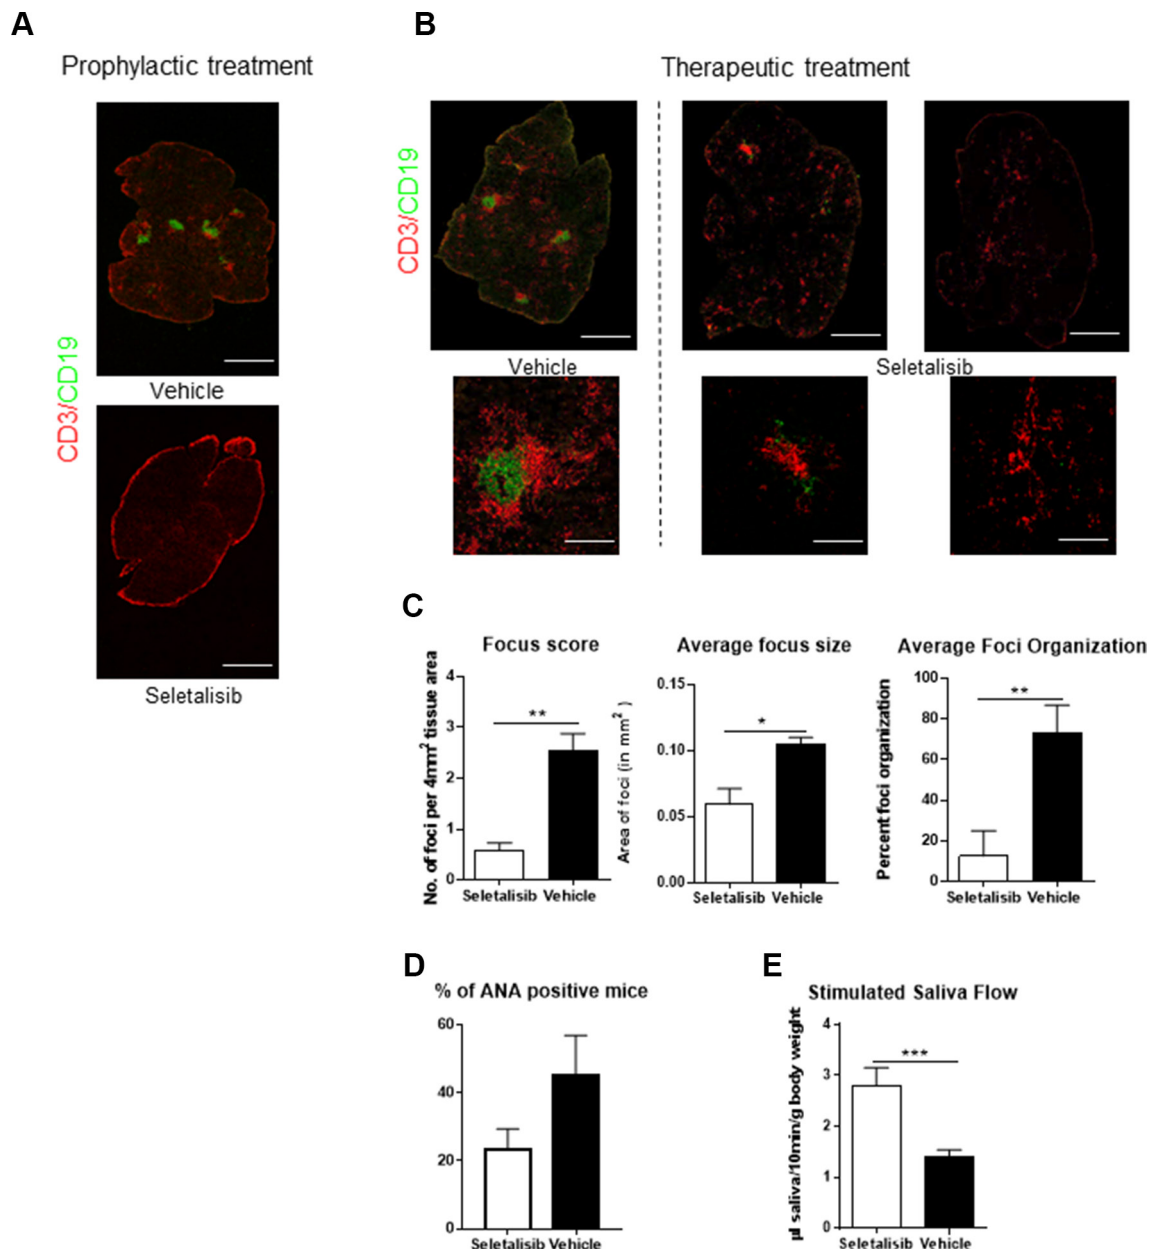 A
Prophylactic treatment
CD3/CD19
Vehicle
Seletalisib
B
Therapeutic treatment
CD3/CD19
Vehicle
Seletalisib
C
Focus score
No. of foci per 4mm² tissue area
4
3
2
1
0
**
Seletalisib Vehicle
Average focus size
Area of foci (in mm² )
0.15
0.10
0.05
0.00
*
Seletalisib Vehicle
Average Foci Organization
Percent foci organization
100
80
60
40
20
0
**
Seletalisib Vehicle
D
% of ANA positive mice
60
40
20
0
Seletalisib Vehicle
E
Stimulated Saliva Flow
µl saliva/10min/g body weight
4
3
2
1
0
***
Seletalisib Vehicle